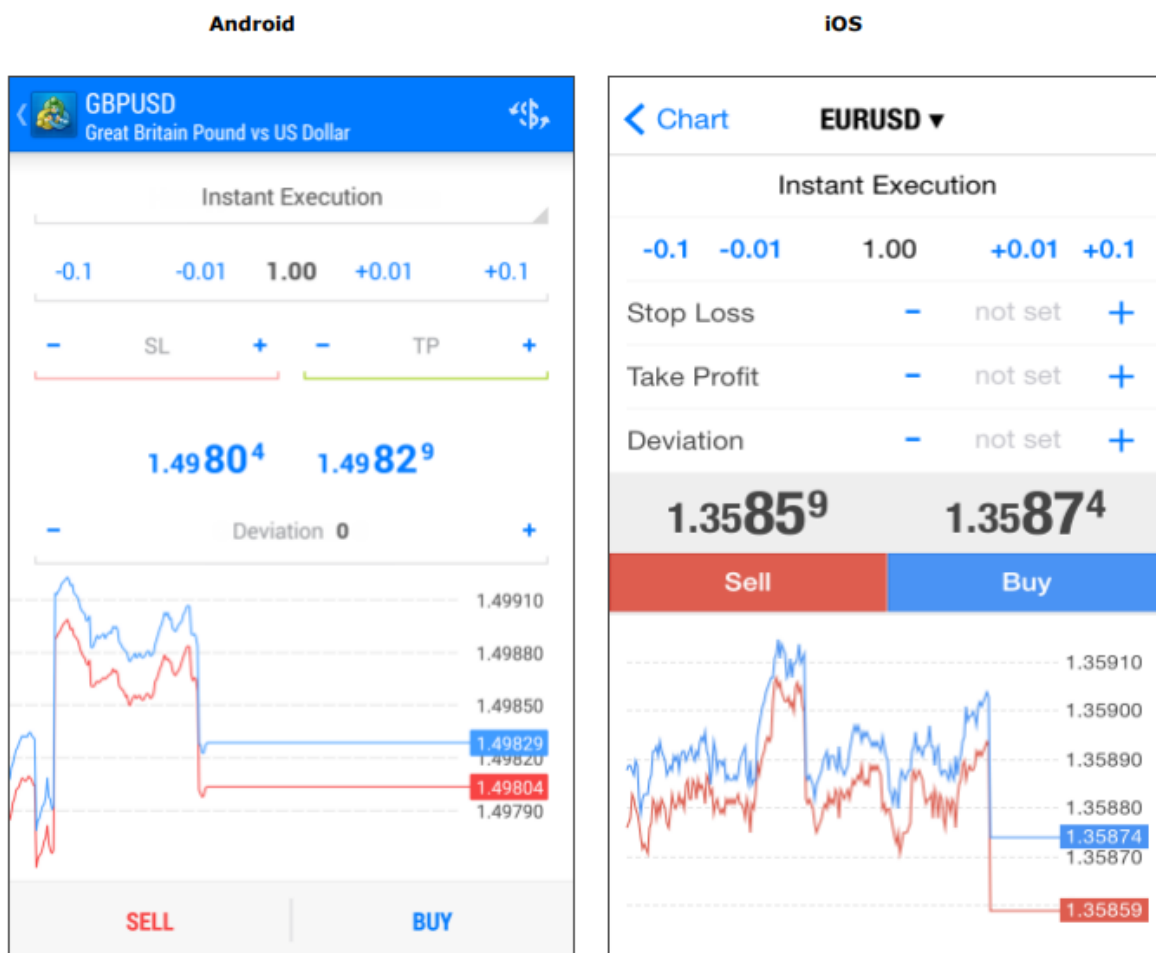 Android
GBPUSD
Great Britain Pound vs US Dollar
Instant Execution
-0.1 -0.01 1.00 +0.01 +0.1
- SL + - TP +
1.49804 1.49829
- Deviation 0 +
1.49910
1.49880
1.49850
1.49829
1.49820
1.49804
1.49790
SELL BUY
iOS
Chart EURUSD ▼
Instant Execution
-0.1 -0.01 1.00 +0.01 +0.1
Stop Loss - not set +
Take Profit - not set +
Deviation - not set +
1.35859 1.35874
Sell Buy
1.35910
1.35900
1.35890
1.35880
1.35874
1.35870
1.35859